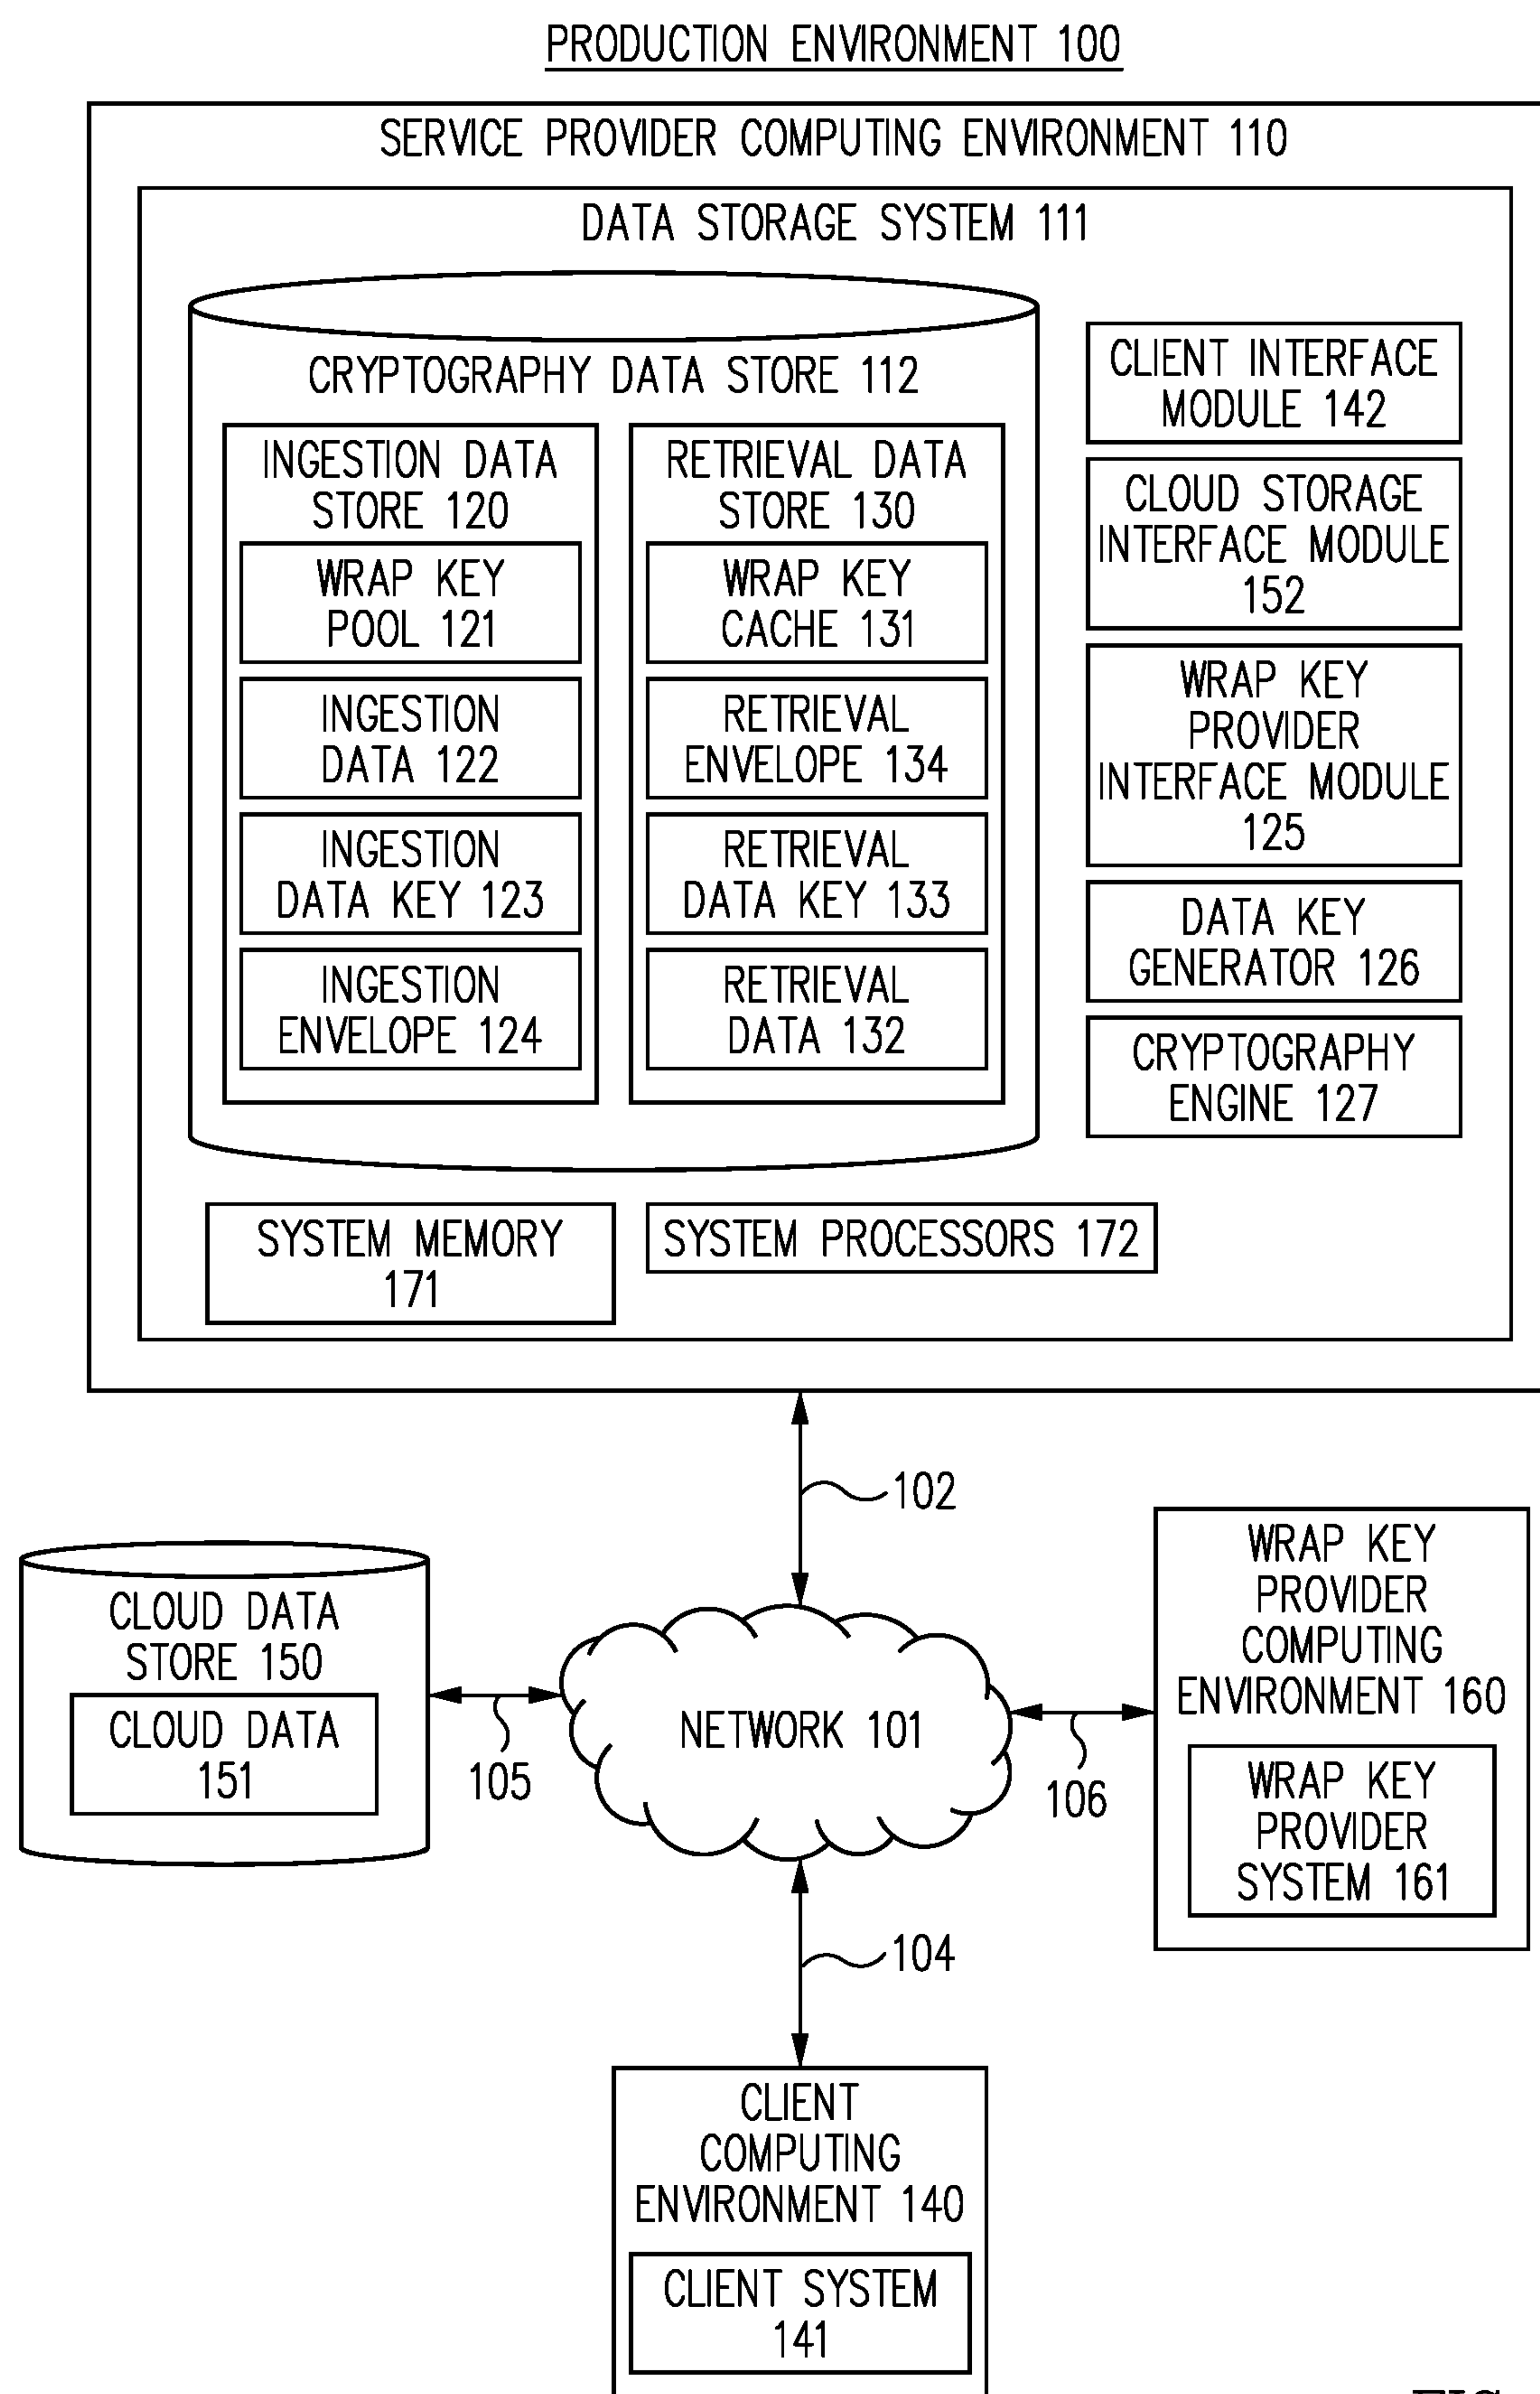 PRODUCTION ENVIRONMENT 100
SERVICE PROVIDER COMPUTING ENVIRONMENT 110
DATA STORAGE SYSTEM 111
CRYPTOGRAPHY DATA STORE 112
INGESTION DATA
STORE 120
WRAP KEY
POOL 121
INGESTION
DATA 122
INGESTION
DATA KEY 123
INGESTION
ENVELOPE 124
RETRIEVAL DATA
STORE 130
WRAP KEY
CACHE 131
RETRIEVAL
ENVELOPE 134
RETRIEVAL
DATA KEY 133
RETRIEVAL
DATA 132
CLIENT INTERFACE
MODULE 142
CLOUD STORAGE
INTERFACE MODULE
152
WRAP KEY
PROVIDER
INTERFACE MODULE
125
DATA KEY
GENERATOR 126
CRYPTOGRAPHY
ENGINE 127
SYSTEM MEMORY
171
SYSTEM PROCESSORS 172
102
CLOUD DATA
STORE 150
CLOUD DATA
151
105
NETWORK 101
106
WRAP KEY
PROVIDER
COMPUTING
ENVIRONMENT 160
WRAP KEY
PROVIDER
SYSTEM 161
104
CLIENT
COMPUTING
ENVIRONMENT 140
CLIENT SYSTEM
141